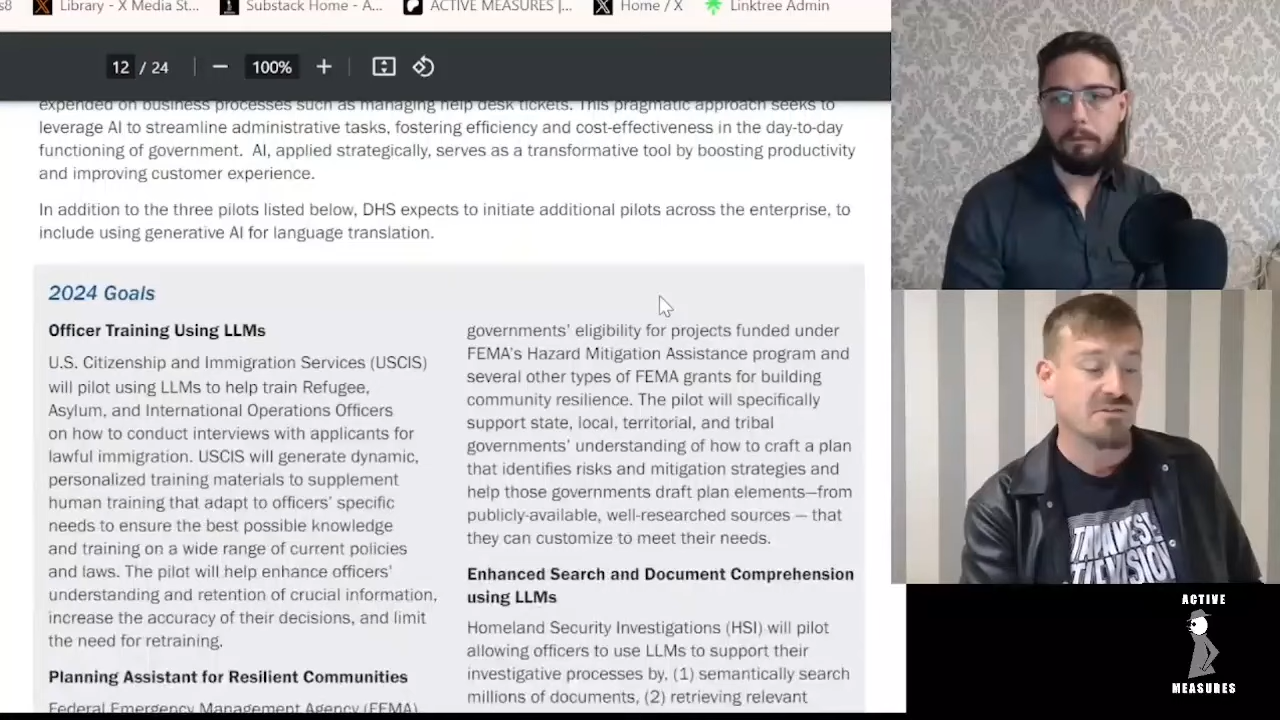 s8
Library - X Media St...
Substack Home - A...
ACTIVE MEASURES |...
Home / X
Linktree Admin
12 / 24
100%
expended on business processes such as managing help desk tickets. This pragmatic approach seeks to
leverage AI to streamline administrative tasks, fostering efficiency and cost-effectiveness in the day-to-day
functioning of government. AI, applied strategically, serves as a transformative tool by boosting productivity
and improving customer experience.
In addition to the three pilots listed below, DHS expects to initiate additional pilots across the enterprise, to
include using generative AI for language translation.
2024 Goals
Officer Training Using LLMs
U.S. Citizenship and Immigration Services (USCIS)
will pilot using LLMs to help train Refugee,
Asylum, and International Operations Officers
on how to conduct interviews with applicants for
lawful immigration. USCIS will generate dynamic,
personalized training materials to supplement
human training that adapt to officers' specific
needs to ensure the best possible knowledge
and training on a wide range of current policies
and laws. The pilot will help enhance officers'
understanding and retention of crucial information,
increase the accuracy of their decisions, and limit
the need for retraining.
Planning Assistant for Resilient Communities
Federal Emergency Management Agency (FEMA)
governments' eligibility for projects funded under
FEMA's Hazard Mitigation Assistance program and
several other types of FEMA grants for building
community resilience. The pilot will specifically
support state, local, territorial, and tribal
governments' understanding of how to craft a plan
that identifies risks and mitigation strategies and
help those governments draft plan elements—from
publicly-available, well-researched sources — that
they can customize to meet their needs.
Enhanced Search and Document Comprehension
using LLMs
Homeland Security Investigations (HSI) will pilot
allowing officers to use LLMs to support their
investigative processes by, (1) semantically search
millions of documents, (2) retrieving relevant
ACTIVE
MEASURES